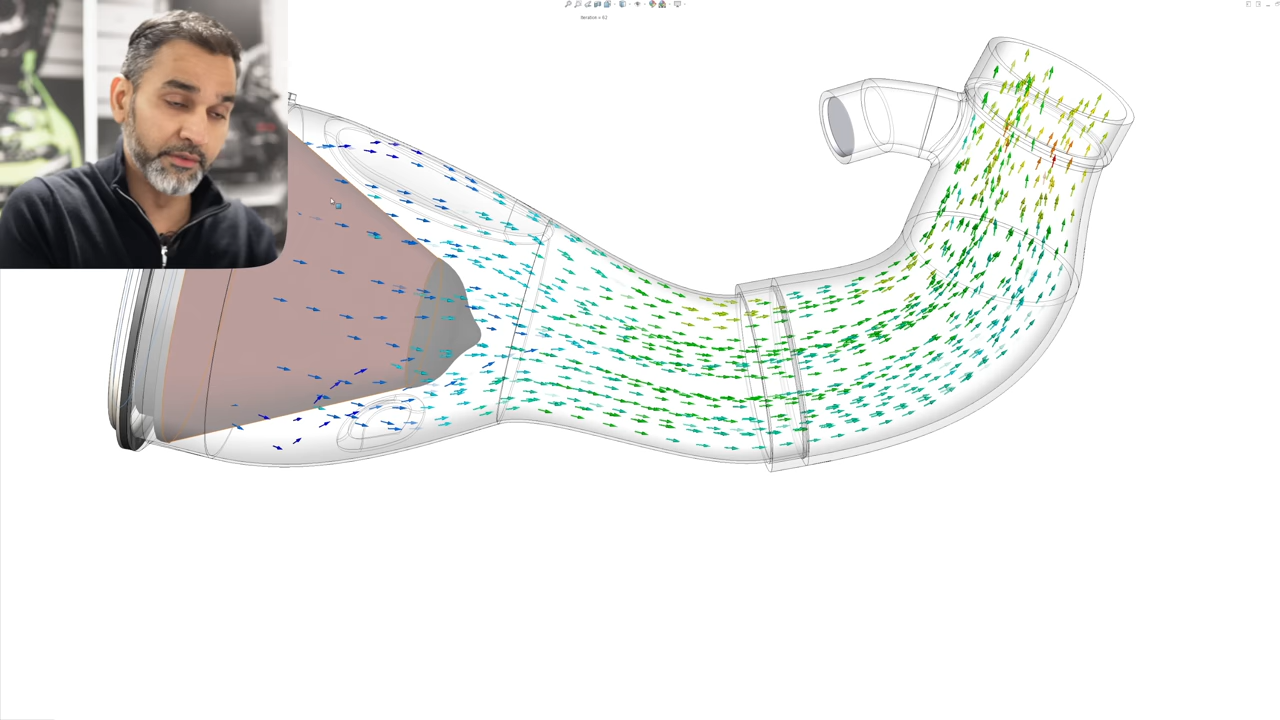 Iteration = 62